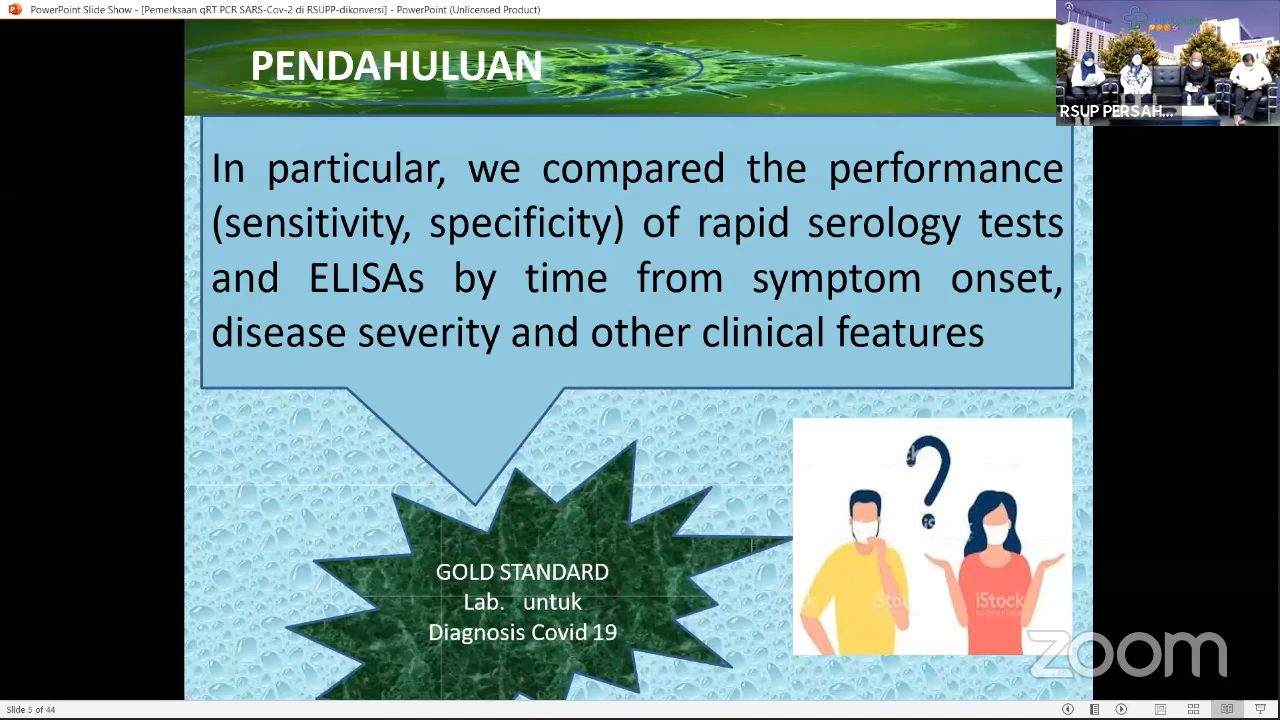 PowerPoint Slide Show - [Pemerksaan qRT PCR SARS-Cov-2 di RSUPP-dikonversi] - PowerPoint (Unlicensed Product)
PENDAHULUAN
RSUP PERSAH...
In particular, we compared the performance
(sensitivity, specificity) of rapid serology tests
and ELISAs by time from symptom onset,
disease severity and other clinical features
GOLD STANDARD
Lab. untuk
Diagnosis Covid 19
?
iStock
zoom
Slide 5 of 44